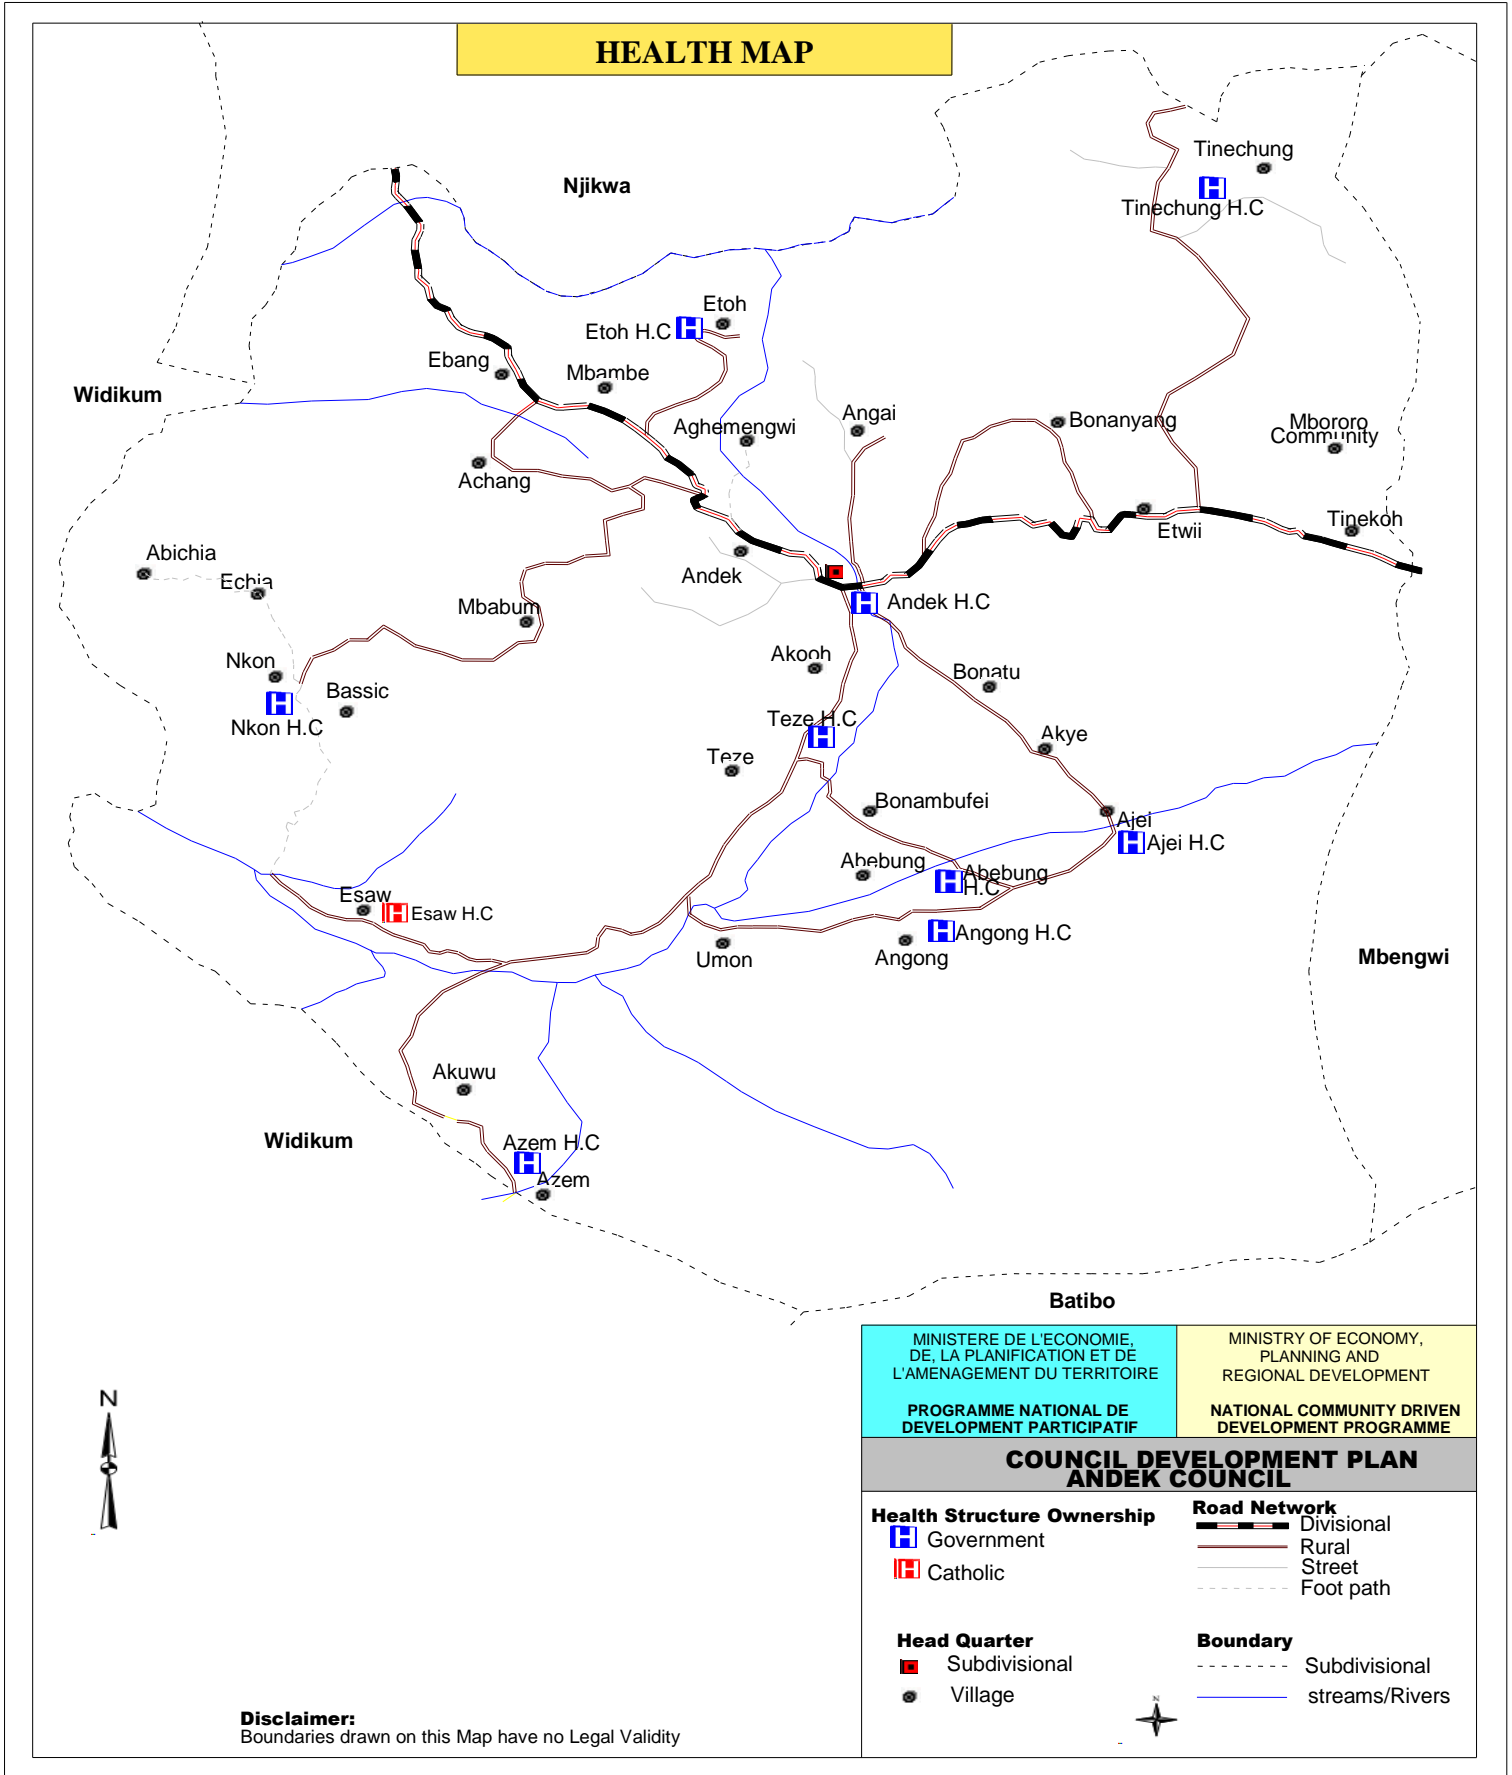 HEALTH MAP
Tinechung
Njikwa
Tinechung H.C
Etoh
Etoh H.C
Ebang
Mbambe
Widikum
Angai
Aghemengwi
Bonanyang
Mbororo
Community
Achang
Tinekoh
Etwii
Abichia
Echia
Andek
Andek H.C
Mbabum
Akooh
Nkon
Bonatu
Bassic
Nkon H.C
Teze H.C
Akye
Teze
Bonambufei
Ajei
Ajei H.C
Abebung
Abebung
H.C
Esaw
Esaw H.C
Angong H.C
Umon
Angong
Mbengwi
Akuwu
Widikum
Azem H.C
Azem
Batibo
MINISTERE DE L'ECONOMIE,
DE, LA PLANIFICATION ET DE
L'AMENAGEMENT DU TERRITOIRE
PROGRAMME NATIONAL DE
DEVELOPMENT PARTICIPATIF
MINISTRY OF ECONOMY,
PLANNING AND
REGIONAL DEVELOPMENT
NATIONAL COMMUNITY DRIVEN
DEVELOPMENT PROGRAMME
N
COUNCIL DEVELOPMENT PLAN
ANDEK COUNCIL
Health Structure Ownership
H Government
H Catholic
Road Network
Divisional
Rural
Street
Foot path
Head Quarter
Subdivisional
Village
Boundary
Subdivisional
streams/Rivers
N
Disclaimer:
Boundaries drawn on this Map have no Legal Validity